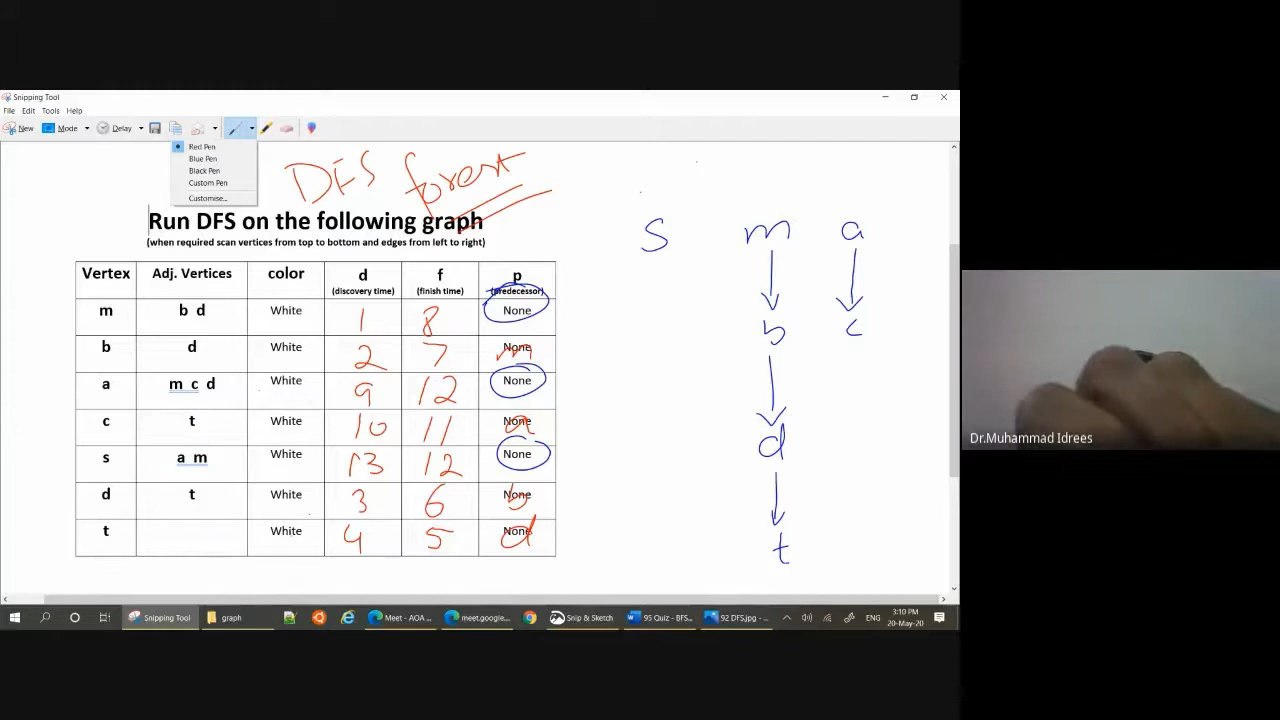 Snipping Tool
File Edit Tools Help
New Mode Delay
Red Pen
Blue Pen
Black Pen
Custom Pen
Customise...
DFS forest
Run DFS on the following graph
(when required scan vertices from top to bottom and edges from left to right)
Vertex Adj. Vertices color d f p
(discovery time) (finish time) (predecessor)
m b d White 1 8 None
b d White 2 7 None m
a m c d White 9 12 None
c t White 10 11 None a
s a m White 13 12 None
d t White 3 6 None b
t White 4 5 None d
S m a
b c
d
t
Dr.Muhammad Idrees
Snipping Tool graph Meet - AOA ... meet.google... Snip & Sketch 95 Quiz - BFS... 92 DFS.jpg - ... ENG 3:10 PM
20-May-20